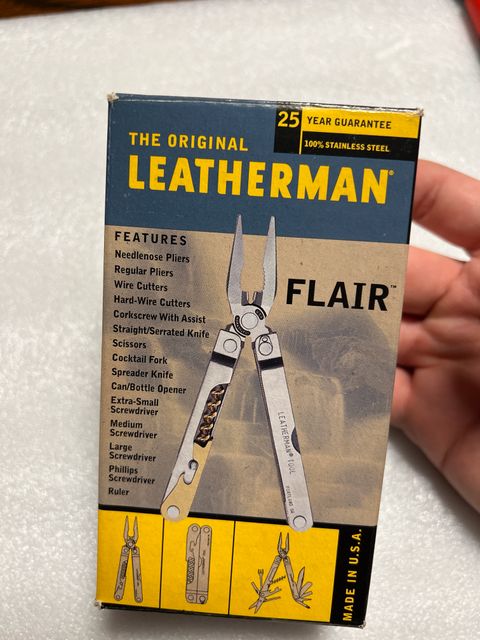 25 YEAR GUARANTEE
100% STAINLESS STEEL
THE ORIGINAL
LEATHERMAN®
FEATURES
Needlenose Pliers
Regular Pliers
Wire Cutters
Hard-Wire Cutters
Corkscrew With Assist
Straight/Serrated Knife
Scissors
Cocktail Fork
Spreader Knife
Can/Bottle Opener
Extra-Small
Screwdriver
Medium
Screwdriver
Large
Screwdriver
Phillips
Screwdriver
Ruler
FLAIR™
LEATHERMAN® TOOL
MADE IN U.S.A.